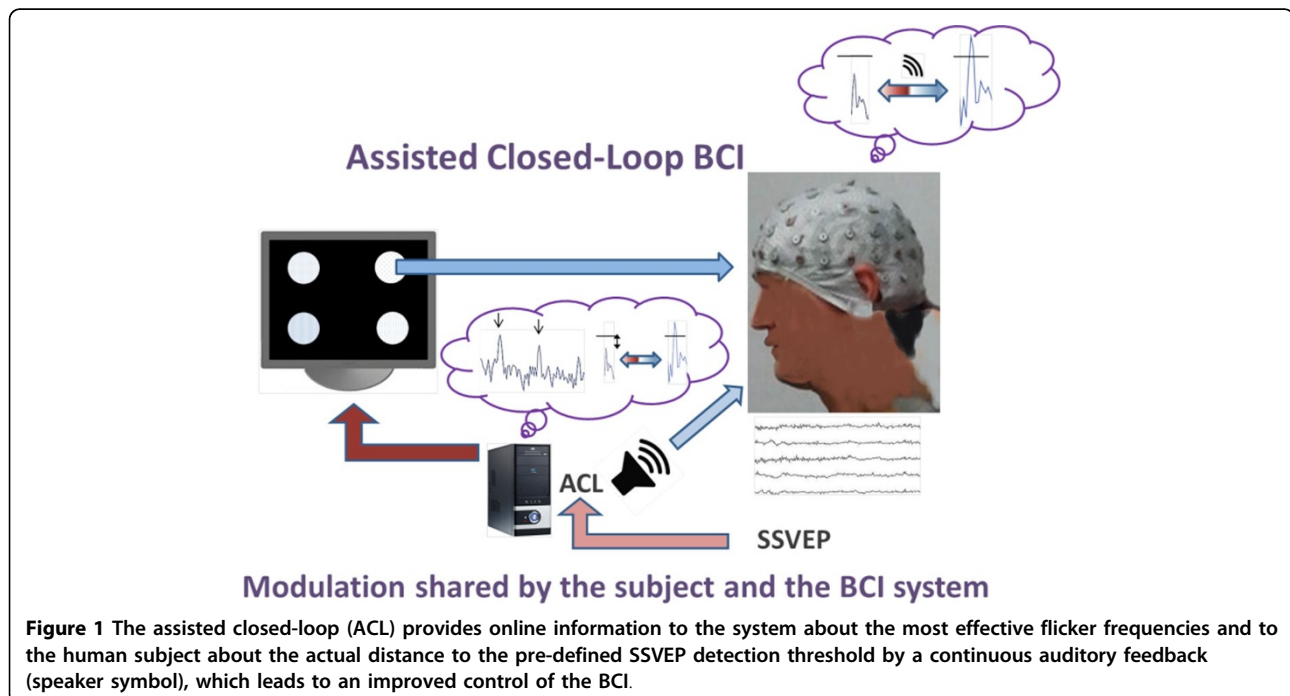 Assisted Closed-Loop BCI
ACL
SSVEP
Modulation shared by the subject and the BCI system
Figure 1 The assisted closed-loop (ACL) provides online information to the system about the most effective flicker frequencies and to
the human subject about the actual distance to the pre-defined SSVEP detection threshold by a continuous auditory feedback
(speaker symbol), which leads to an improved control of the BCI.